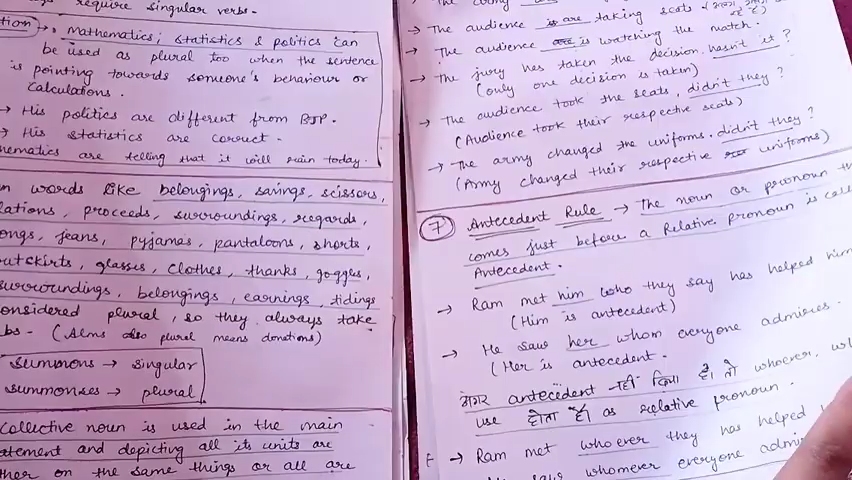 require singular verbs.
tion → Mathematics, statistics & politics can
be used as plural too when the sentence
is pointing towards someone's behaviour or
calculations.
→ His politics are different from BJP.
→ His statistics are correct.
hematics are telling that it will rain today.
n words like belongings, savings, scissors,
lations, proceeds, surroundings, regards,
ongs, jeans, pyjamas, pantaloons, shorts,
utskirts, glasses, clothes, thanks, goggles,
surroundings, belongings, earnings, tidings
onsidered plural, so they always take
bs. (Alms also plural means donations)
summons → singular
summonses → plural
Collective noun is used in the main
atement and depicting all its units are
ther on the same things or all are
→ The audience is are taking seats
→ The audience are is watching the match.
→ The jury has taken the decision. hasn't it?
(only one decision is taken)
→ The audience took the seats, didn't they?
(Audience took their respective seats)
→ The army changed the uniforms. didn't they?
(Army changed their respective uniforms)
⑦ Antecedent Rule → The noun or pronoun th
comes just before a Relative pronoun is call
Antecedent.
→ Ram met him who they say has helped him
(Him is antecedent)
→ He saw her whom everyone admires.
(Her is antecedent.
अगर antecedent नहीं दिया है। तो whoever, w
use होता है। as relative pronoun.
→ Ram met whoever they say has helped
whomever everyone admi